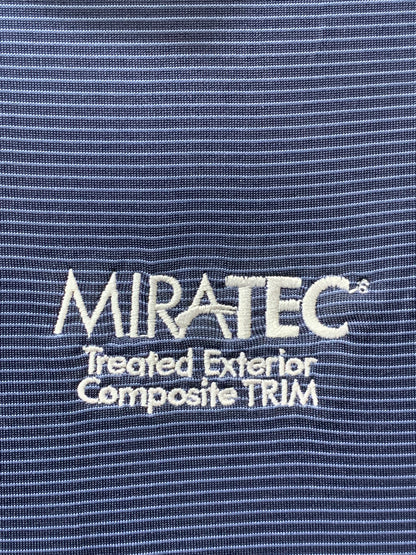 MIRATEC
Treated Exterior
Composite TRIM